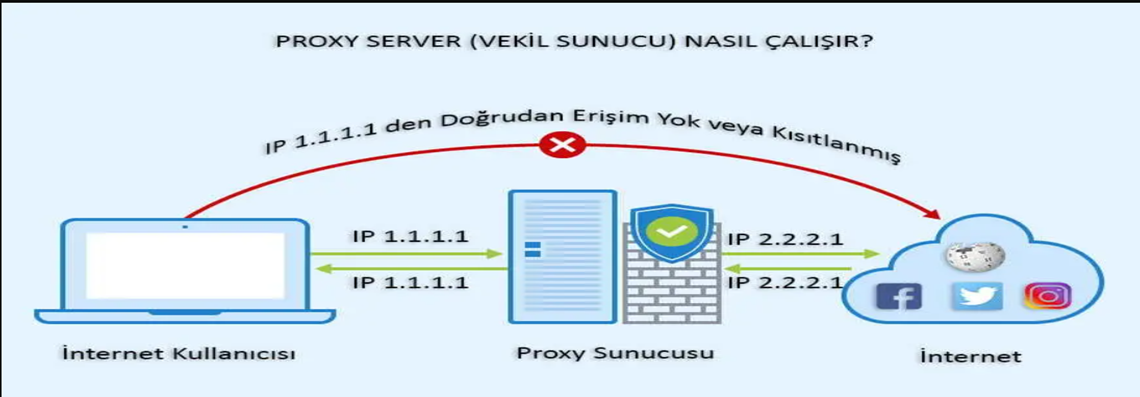 PROXY SERVER (VEKİL SUNUCU) NASIL ÇALIŞIR?
IP 1.1.1.1 den Doğrudan Erişim Yok veya Kısıtlanmış
IP 1.1.1.1
IP 2.2.2.1
IP 1.1.1.1
IP 2.2.2.1
İnternet Kullanıcısı
Proxy Sunucusu
İnternet